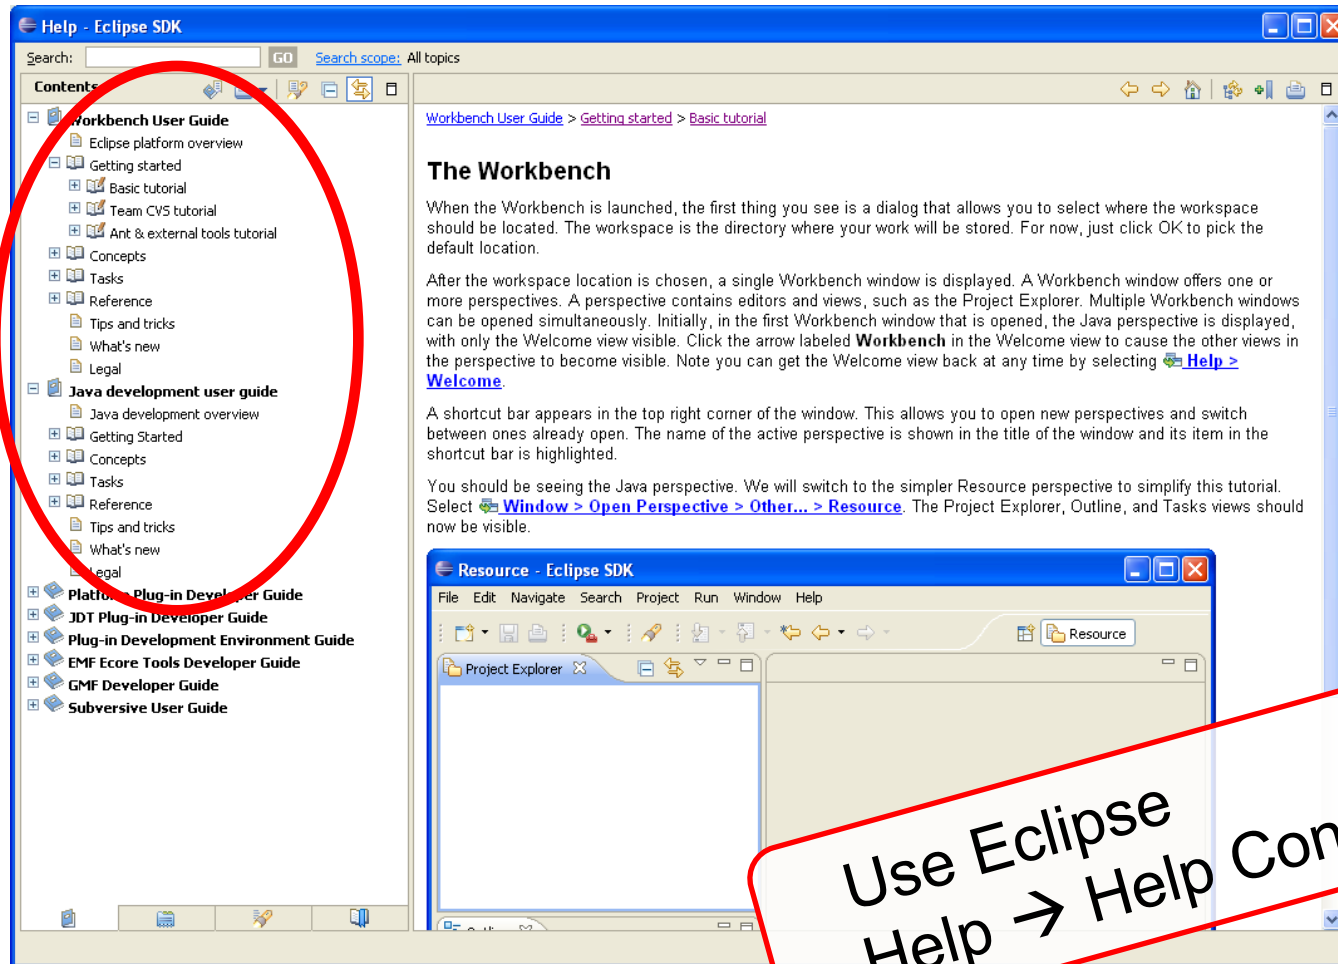 Help - Eclipse SDK
Search:
GO
Search scope: All topics
Contents
Workbench User Guide
Eclipse platform overview
Getting started
Basic tutorial
Team CVS tutorial
Ant & external tools tutorial
Concepts
Tasks
Reference
Tips and tricks
What's new
Legal
Java development user guide
Java development overview
Getting Started
Concepts
Tasks
Reference
Tips and tricks
What's new
Legal
Platform Plug-in Developer Guide
JDT Plug-in Developer Guide
Plug-in Development Environment Guide
EMF Ecore Tools Developer Guide
GMF Developer Guide
Subversive User Guide
Workbench User Guide > Getting started > Basic tutorial
The Workbench
When the Workbench is launched, the first thing you see is a dialog that allows you to select where the workspace
should be located. The workspace is the directory where your work will be stored. For now, just click OK to pick the
default location.
After the workspace location is chosen, a single Workbench window is displayed. A Workbench window offers one or
more perspectives. A perspective contains editors and views, such as the Project Explorer. Multiple Workbench windows
can be opened simultaneously. Initially, in the first Workbench window that is opened, the Java perspective is displayed,
with only the Welcome view visible. Click the arrow labeled Workbench in the Welcome view to cause the other views in
the perspective to become visible. Note you can get the Welcome view back at any time by selecting Help >
Welcome.
A shortcut bar appears in the top right corner of the window. This allows you to open new perspectives and switch
between ones already open. The name of the active perspective is shown in the title of the window and its item in the
shortcut bar is highlighted.
You should be seeing the Java perspective. We will switch to the simpler Resource perspective to simplify this tutorial.
Select Window > Open Perspective > Other... > Resource. The Project Explorer, Outline, and Tasks views should
now be visible.
Resource - Eclipse SDK
File Edit Navigate Search Project Run Window Help
Resource
Project Explorer
Use Eclipse
Help → Help Con